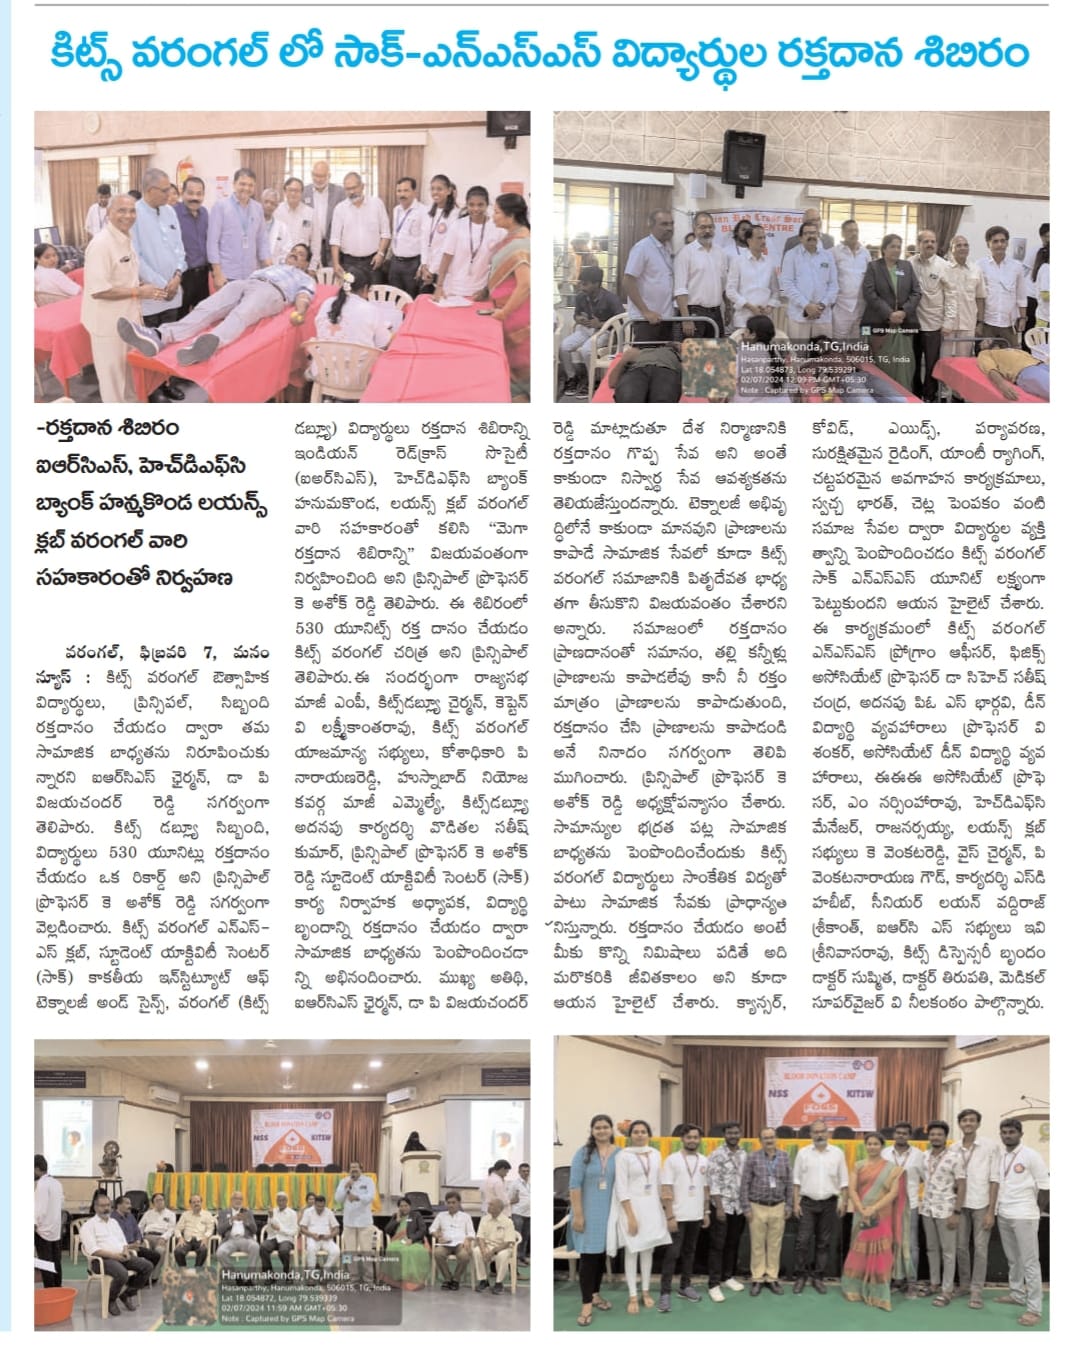 కిట్స్ వరంగల్ లో సాక్-ఎన్ఎస్ఎస్ విద్యార్థుల రక్తదాన శిబిరం
BLOOD CENTRE
GPS Map Camera
Hanumakonda,TG,India
Hasanparthy, Hanumakonda, 506015, TG, India
Lat 18.054873, Long 79.539291
02/07/2024 12:09 PM GMT+05:30
Note : Captured by GPS Map Camera
-రక్తదాన శిబిరం
ఐఆర్‌సిఎస్, హెచ్‌డిఎఫ్‌సి
బ్యాంక్ హన్మకొండ లయన్స్
క్లబ్ వరంగల్ వారి
సహకారంతో నిర్వహణ
వరంగల్, ఫిబ్రవరి 7, మనం
న్యూస్ : కిట్స్ వరంగల్ ఔత్సాహిక
విద్యార్థులు, ప్రిన్సిపల్, సిబ్బంది
రక్తదానం చేయడం ద్వారా తమ
సామాజిక బాధ్యతను నిరూపించుకు
న్నారని ఐఆర్‌సిఎస్ ఛైర్మన్, డా పి
విజయచందర్ రెడ్డి సగర్వంగా
తెలిపారు. కిట్స్ డబ్ల్యూ సిబ్బంది,
విద్యార్థులు 530 యూనిట్లు రక్తదానం
చేయడం ఒక రికార్డ్ అని ప్రిన్సిపాల్
ప్రొఫెసర్ కె అశోక్ రెడ్డి సగర్వంగా
వెల్లడించారు. కిట్స్ వరంగల్ ఎన్ఎస్-
ఎస్ క్లబ్, స్టూడెంట్ యాక్టివిటీ సెంటర్
(సాక్) కాకతీయ ఇన్‌స్టిట్యూట్ ఆఫ్
టెక్నాలజీ అండ్ సైన్స్, వరంగల్ (కిట్స్
డబ్ల్యూ) విద్యార్థులు రక్తదాన శిబిరాన్ని
ఇండియన్ రెడ్‌క్రాస్ సొసైటీ
(ఐఅర్‌సిఎస్), హెచ్‌డిఎఫ్‌సి బ్యాంక్
హనుమకొండ, లయన్స్ క్లబ్ వరంగల్
వారి సహకారంతో కలిసి "మెగా
రక్తదాన శిబిరాన్ని" విజయవంతంగా
నిర్వహించింది అని ప్రిన్సిపాల్ ప్రొఫెసర్
కె అశోక్ రెడ్డి తెలిపారు. ఈ శిబిరంలో
530 యూనిట్స్ రక్త దానం చేయడం
కిట్స్ వరంగల్ చరిత్ర అని ప్రిన్సిపాల్
తెలిపారు.ఈ సందర్భంగా రాజ్యసభ
మాజీ ఎంపీ, కిట్స్‌డబ్ల్యూ చైర్మన్, కెప్టెన్
వి లక్ష్మీకాంతరావు, కిట్స్ వరంగల్
యాజమాన్య సభ్యులు, కోశాధికారి పి
నారాయణరెడ్డి, హుస్నాబాద్ నియోజ
కవర్గ మాజీ ఎమ్మెల్యే, కిట్స్‌డబ్ల్యూ
అదనపు కార్యదర్శి వొడితల సతీష్
కుమార్, ప్రిన్సిపాల్ ప్రొఫెసర్ కె అశోక్
రెడ్డి స్టూడెంట్ యాక్టివిటీ సెంటర్ (సాక్)
కార్య నిర్వాహక అధ్యాపక, విద్యార్థి
బృందాన్ని రక్తదానం చేయడం ద్వారా
సామాజిక బాధ్యతను పెంపొందించడా
న్ని అభినందించారు. ముఖ్య అతిథి,
ఐఆర్‌సిఎస్ ఛైర్మన్, డా పి విజయచందర్
రెడ్డి మాట్లాడుతూ దేశ నిర్మాణానికి
రక్తదానం గొప్ప సేవ అని అంతే
కాకుండా నిస్వార్థ సేవ ఆవశ్యకతను
తెలియజేస్తుందన్నారు. టెక్నాలజీ అభివృ
ద్ధిలోనే కాకుండా మానవుని ప్రాణాలను
కాపాడే సామాజిక సేవలో కూడా కిట్స్
వరంగల్ సమాజానికి పితృదేవత భాధ్య
తగా తీసుకొని విజయవంతం చేశారని
అన్నారు. సమాజంలో రక్తదానం
ప్రాణదానంతో సమానం, తల్లి కన్నీళ్లు
ప్రాణాలను కాపాడలేవు కానీ నీ రక్తం
మాత్రం ప్రాణాలను కాపాడుతుంది,
రక్తదానం చేసి ప్రాణాలను కాపాడండి
అనే నినాదం నగర్వంగా తెలిపి
ముగించారు. ప్రిన్సిపాల్ ప్రొఫెసర్ కె
అశోక్ రెడ్డి అధ్యక్షోపన్యాసం చేశారు.
సామాన్యుల భద్రత పట్ల సామాజిక
బాధ్యతను పెంపొందించేందుకు కిట్స్
వరంగల్ విద్యార్థులు సాంకేతిక విద్యతో
పాటు సామాజిక సేవకు ప్రాధాన్యత
నిస్తున్నారు. రక్తదానం చేయడం అంటే
మీకు కొన్ని నిమిషాలు పడితే అది
మరొకరికి జీవితకాలం అని కూడా
ఆయన హైలైట్ చేశారు. క్యాన్సర్,
కోవిడ్, ఎయిడ్స్, పర్యావరణ,
సురక్షితమైన రైడింగ్, యాంటీ ర్యాగింగ్,
చట్టపరమైన అవగాహన కార్యక్రమాలు,
స్వచ్ఛ భారత్, చెట్ల పెంపకం వంటి
సమాజ సేవల ద్వారా విద్యార్థుల వ్యక్తి
త్వాన్ని పెంపొందించడం కిట్స్ వరంగల్
సాక్ ఎన్ఎస్ఎస్ యూనిట్ లక్ష్యంగా
పెట్టుకుందని ఆయన హైలైట్ చేశారు.
ఈ కార్యక్రమంలో కిట్స్ వరంగల్
ఎన్ఎస్ఎస్ ప్రోగ్రాం ఆఫీసర్, ఫిజిక్స్
అసోసియేట్ ప్రొఫెసర్ డా సిహెచ్ సతీష్
చంద్ర, అదనపు పిఓ ఎస్ భార్గవి, డీన్
విద్యార్థి వ్యవహారాలు ప్రొఫెసర్ వి
శంకర్, అసోసియేట్ డీన్ విద్యార్థి వ్యవ
హారాలు, ఈఈఈ అసోసియేట్ ప్రొఫె
సర్, ఎం నర్సింహారావు, హెచ్‌డిఎఫ్‌సి
మేనేజర్, రాజనర్సయ్య, లయన్స్ క్లబ్
సభ్యులు కె వెంకటరెడ్డి, వైస్ చైర్మన్, పి
వెంకటనారాయణ గౌడ్, కార్యదర్శి ఎస్‌డి
హబీబ్, సీనియర్ లయన్ వద్దిరాజ్
శ్రీకాంత్, ఐఆర్‌సి ఎస్ సభ్యులు ఇవి
శ్రీనివాసరావు, కిట్స్ డిస్పెన్సరీ బృందం
డాక్టర్ సుష్మిత, డాక్టర్ తిరుపతి, మెడికల్
సూపర్‌వైజర్ వి నీలకంఠం పాల్గొన్నారు.
BLOOD DONATION CAMP
NSS KITSW
GPS Map Camera
Hanumakonda,TG,India
Hasanparthy, Hanumakonda, 506015, TG, India
Lat 18.054872, Long 79.539339
02/07/2024 11:59 AM GMT+05:30
Note : Captured by GPS Map Camera
BLOOD DONATION CAMP
NSS KITSW